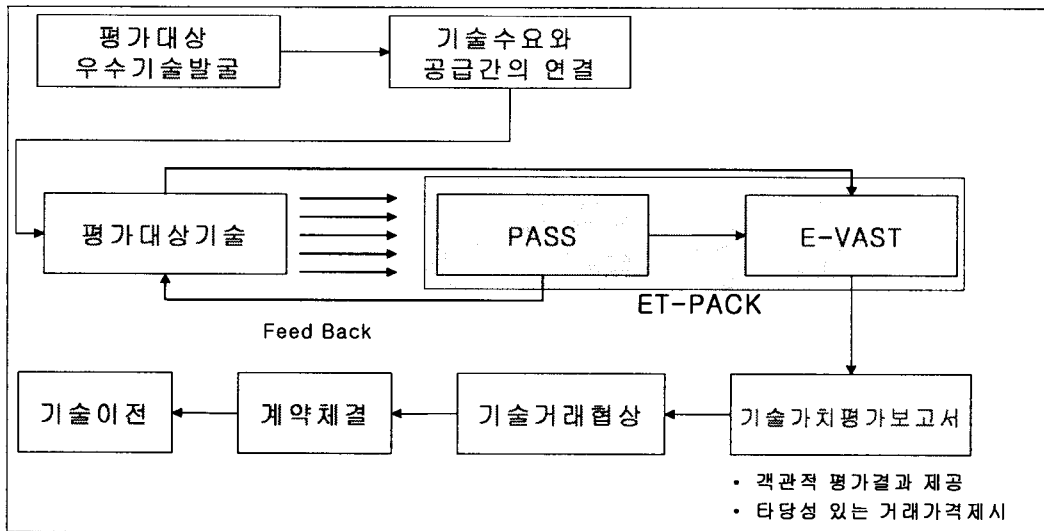 평가대상
우수기술발굴
기술수요와
공급간의 연결
평가대상기술
PASS
E-VAST
ET-PACK
Feed Back
기술이전
계약체결
기술거래협상
기술가치평가보고서
• 객관적 평가결과 제공
• 타당성 있는 거래가격제시